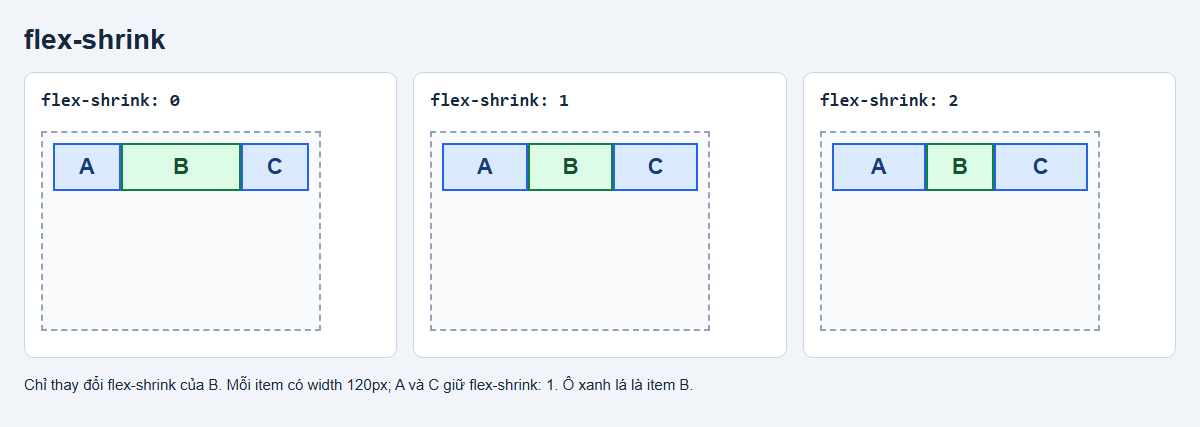 flex-shrink
flex-shrink: 0
A B C
flex-shrink: 1
A B C
flex-shrink: 2
A B C
Chỉ thay đổi flex-shrink của B. Mỗi item có width 120px; A và C giữ flex-shrink: 1. Ô xanh lá là item B.